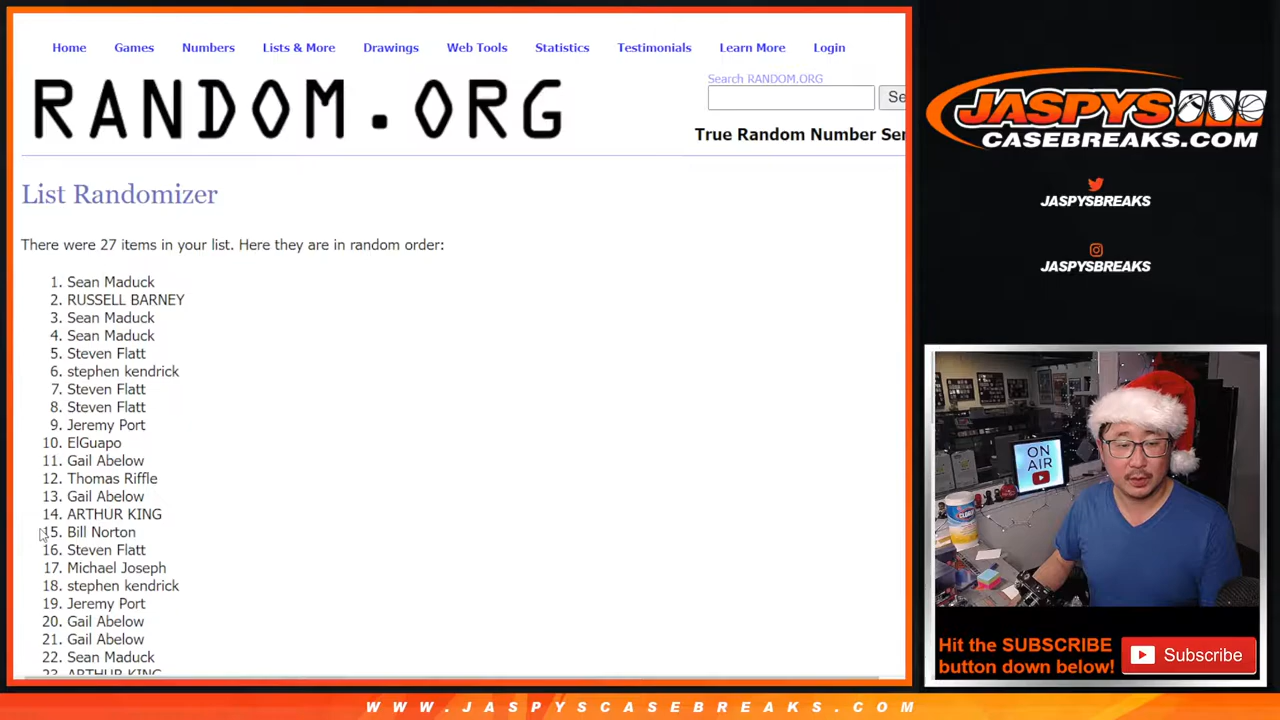 Home Games Numbers Lists & More Drawings Web Tools Statistics Testimonials Learn More Login
Search RANDOM.ORG
RANDOM.ORG
True Random Number
List Randomizer
There were 27 items in your list. Here they are in random order:
1. Sean Maduck
2. RUSSELL BARNEY
3. Sean Maduck
4. Sean Maduck
5. Steven Flatt
6. stephen kendrick
7. Steven Flatt
8. Steven Flatt
9. Jeremy Port
10. ElGuapo
11. Gail Abelow
12. Thomas Riffle
13. Gail Abelow
14. ARTHUR KING
15. Bill Norton
16. Steven Flatt
17. Michael Joseph
18. stephen kendrick
19. Jeremy Port
20. Gail Abelow
21. Gail Abelow
22. Sean Maduck
23. ARTHUR KING
JASPYS
CASEBREAKS.COM
JASPYSBREAKS
JASPYSBREAKS
ON
AIR
CLOROX
Hit the SUBSCRIBE
button down below!
Subscribe
WWW.JASPYSCASEBREAKS.COM